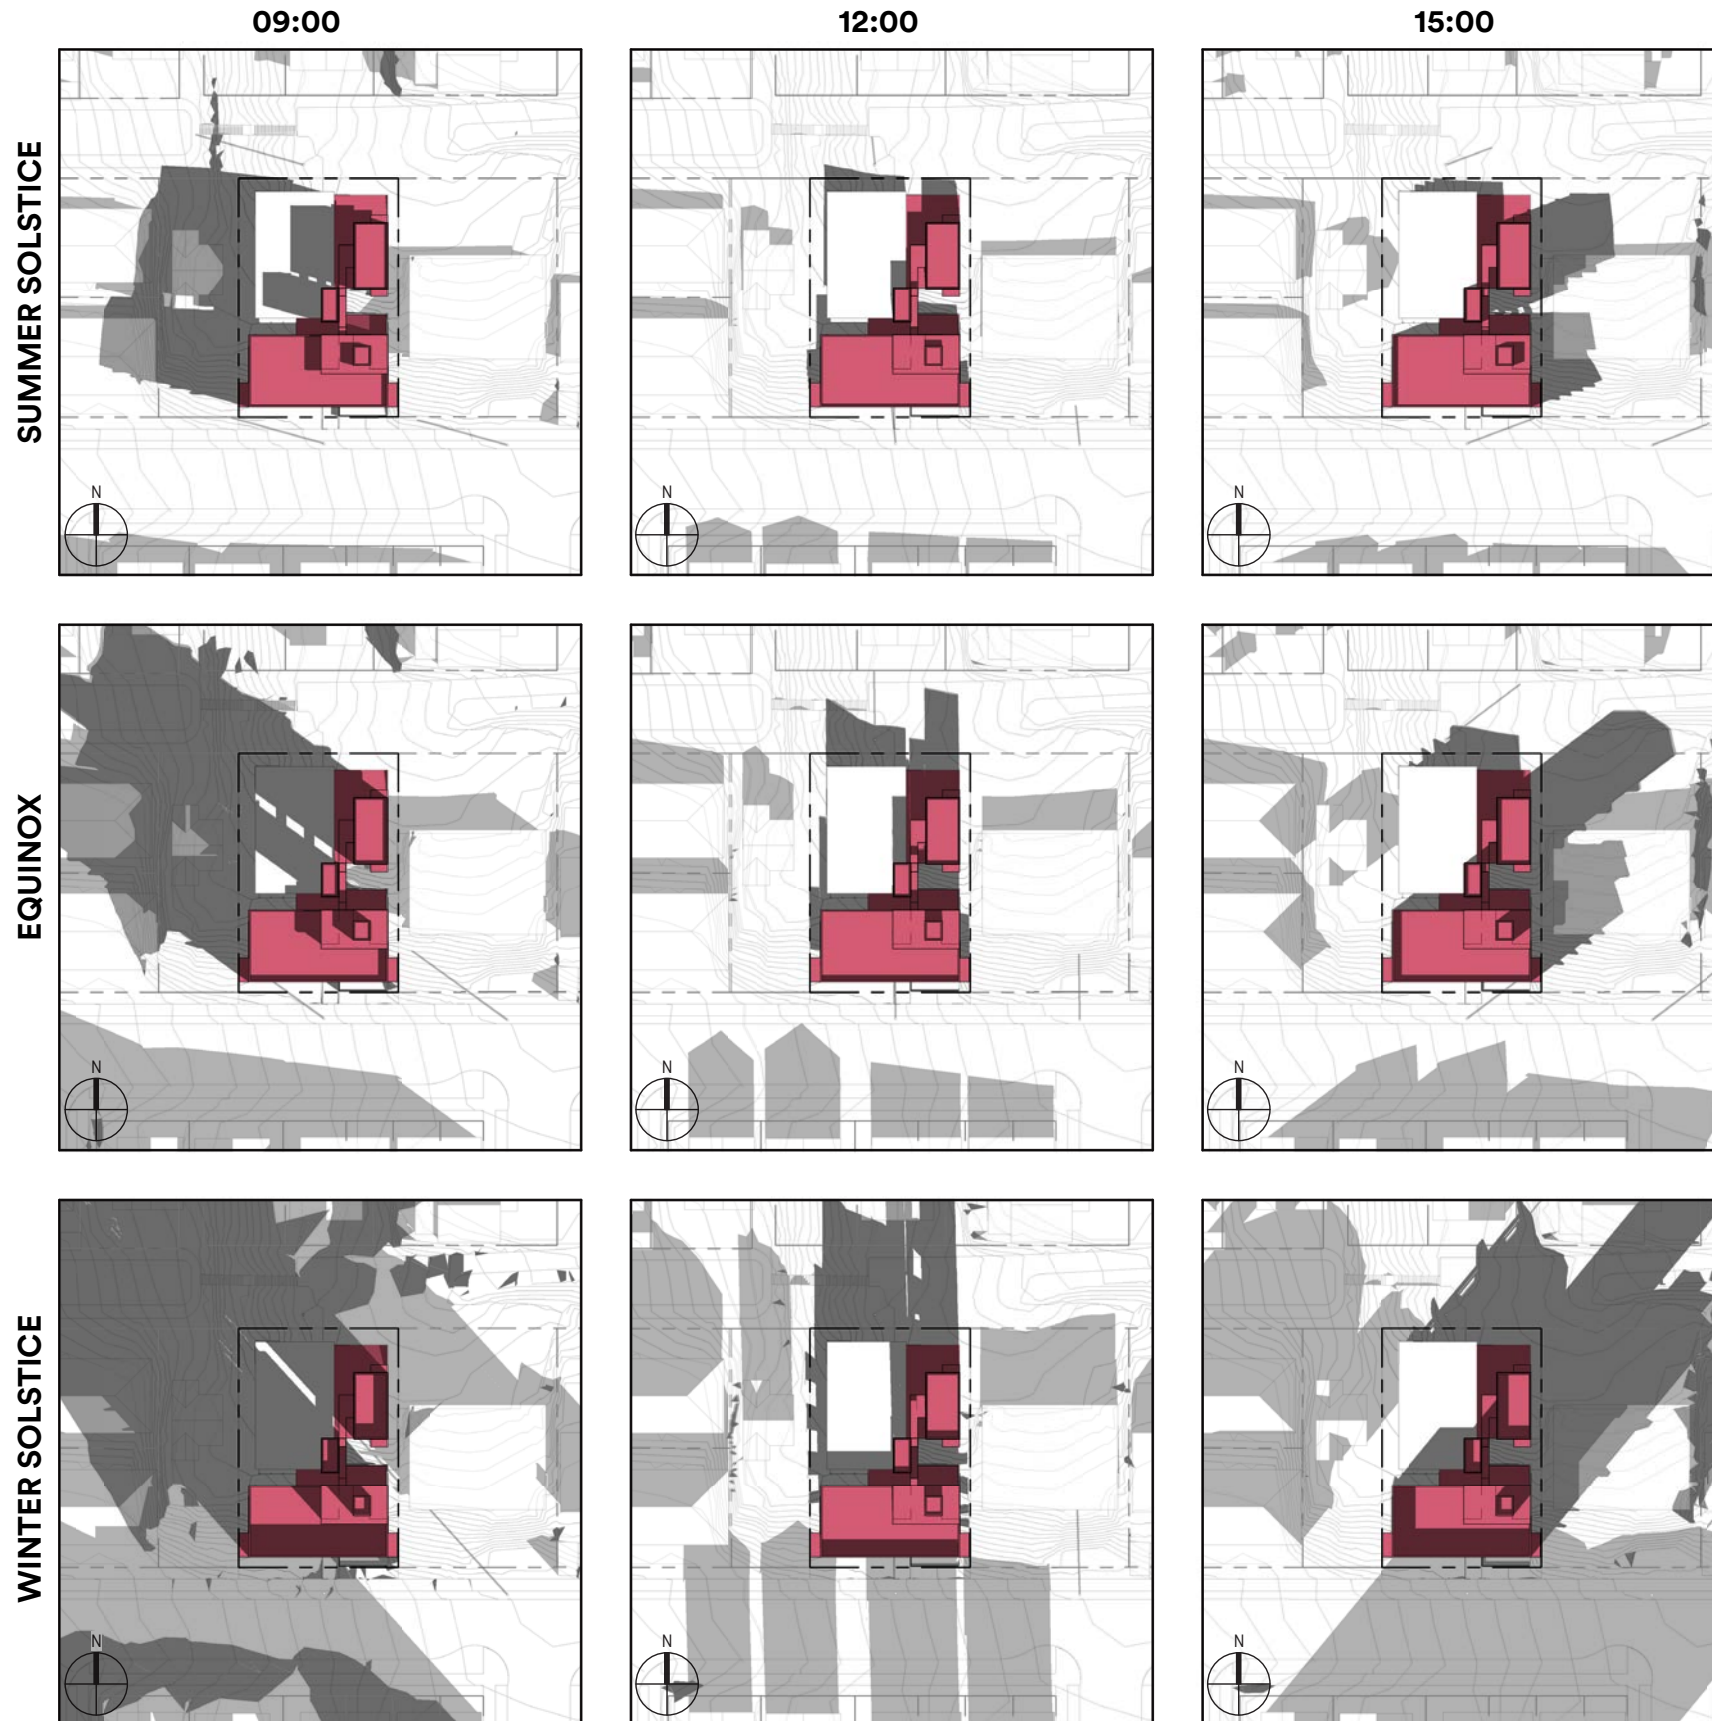 09:00 12:00 15:00
SUMMER SOLSTICE
N N N
EQUINOX
N N N
WINTER SOLSTICE
N N N